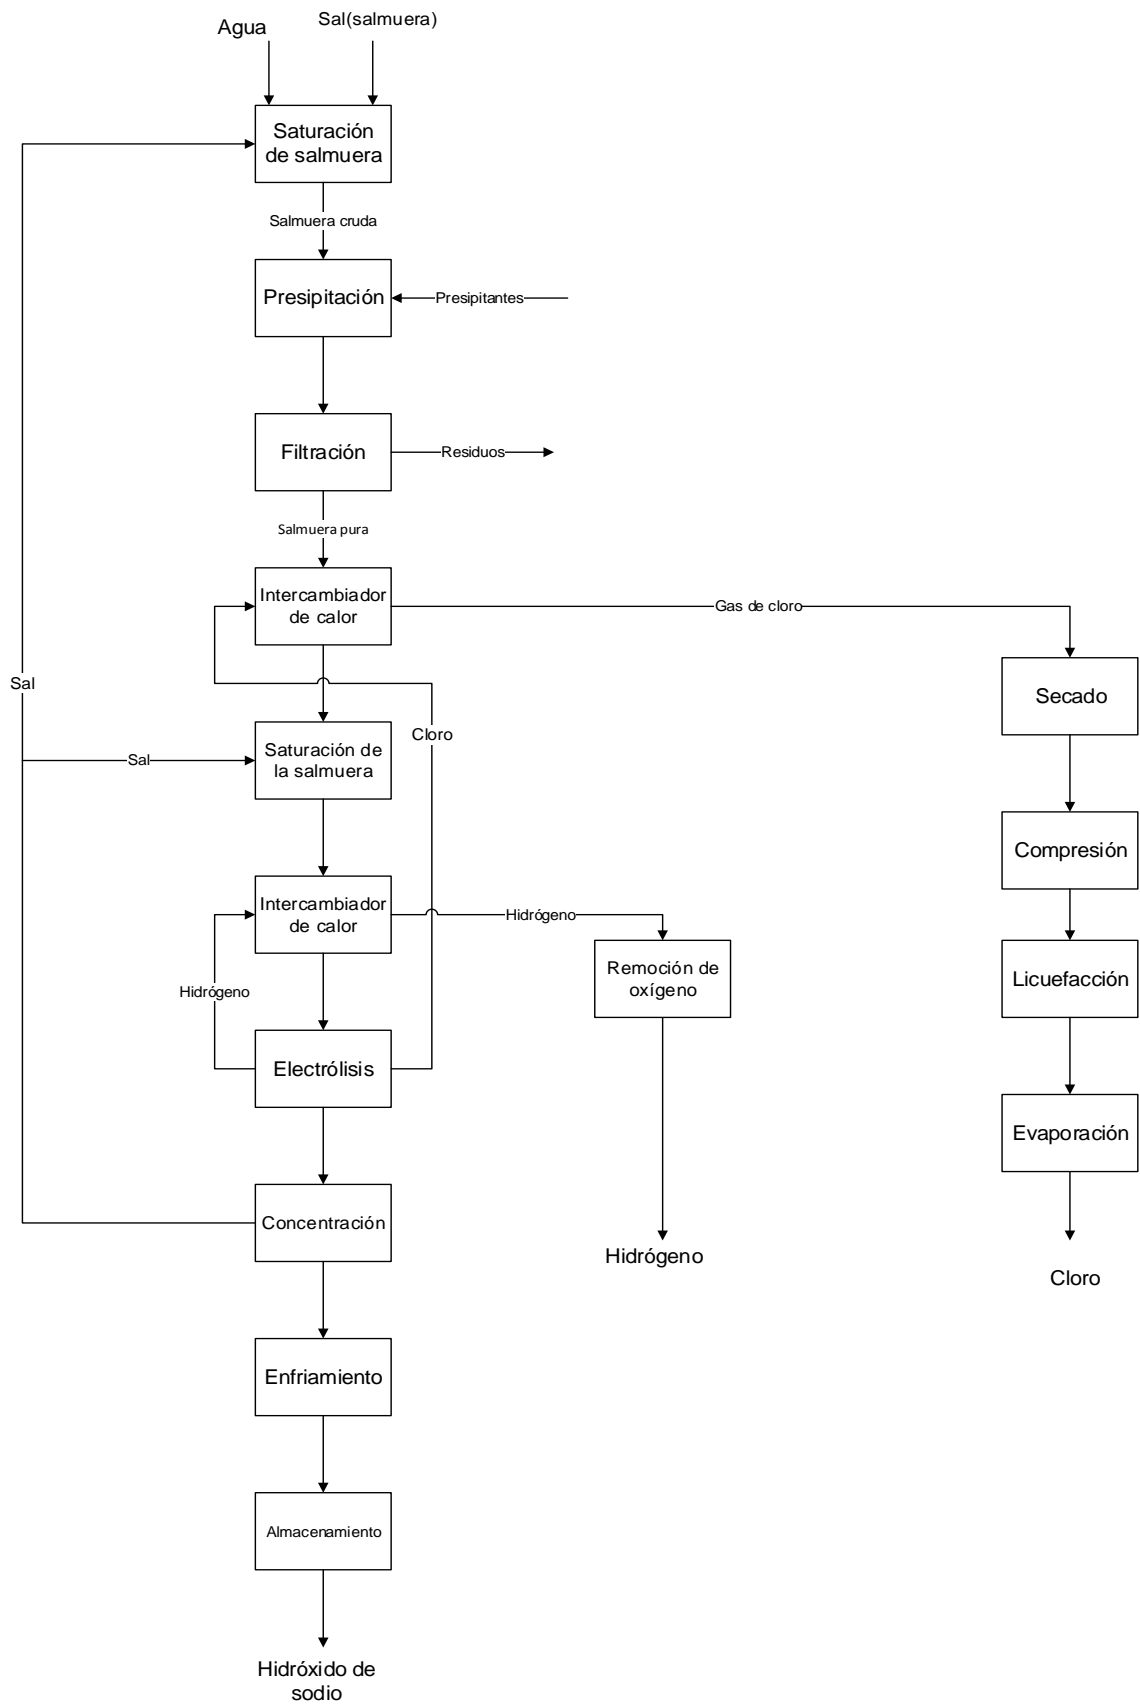 Agua
Sal(salmuera)
Saturación
de salmuera
Salmuera cruda
Presipitación
Presipitantes
Filtración
Residuos
Salmuera pura
Intercambiador
de calor
Gas de cloro
Secado
Sal
Cloro
Saturación de
la salmuera
Sal
Compresión
Intercambiador
de calor
Hidrógeno
Remoción de
oxígeno
Licuefacción
Hidrógeno
Electrólisis
Evaporación
Concentración
Hidrógeno
Cloro
Enfriamiento
Almacenamiento
Hidróxido de
sodio